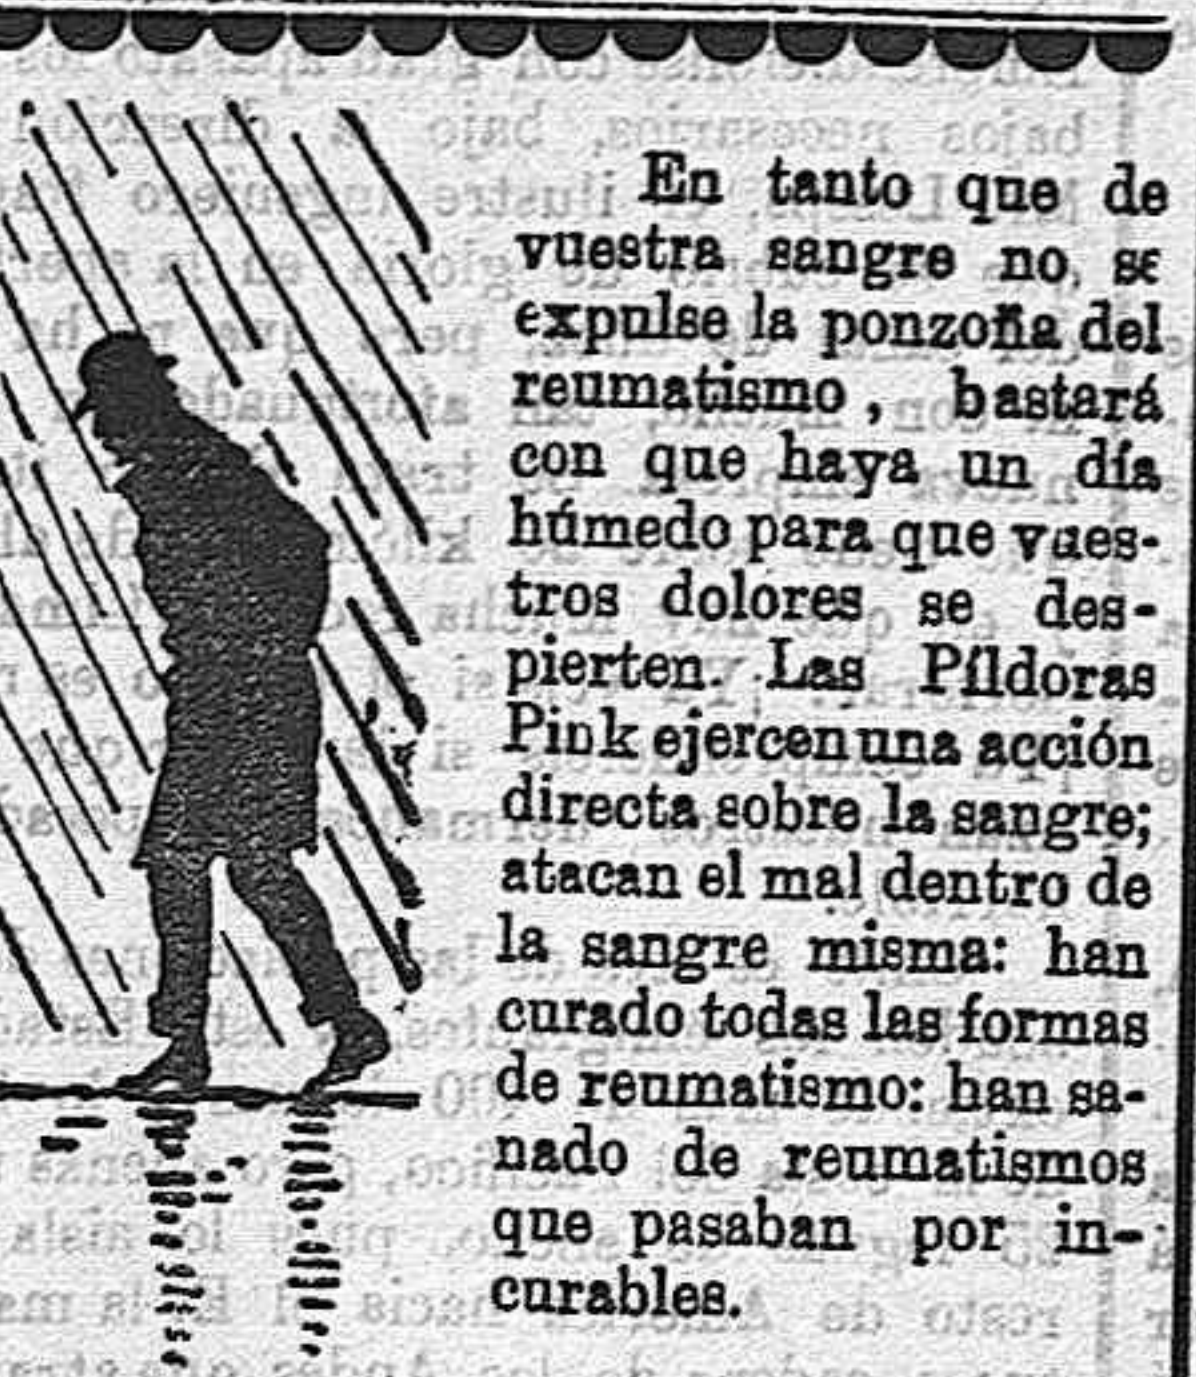 En tanto que de
vuestra sangre no se
expulse la ponzoña del
reumatismo, bastará
con que haya un día
húmedo para que vues-
tros dolores se des-
pierten. Las Píldoras
Pink ejercen una acción
directa sobre la sangre;
atacan el mal dentro de
la sangre misma: han
curado todas las formas
de reumatismo: han sa-
nado de reumatismos
que pasaban por in-
curables.